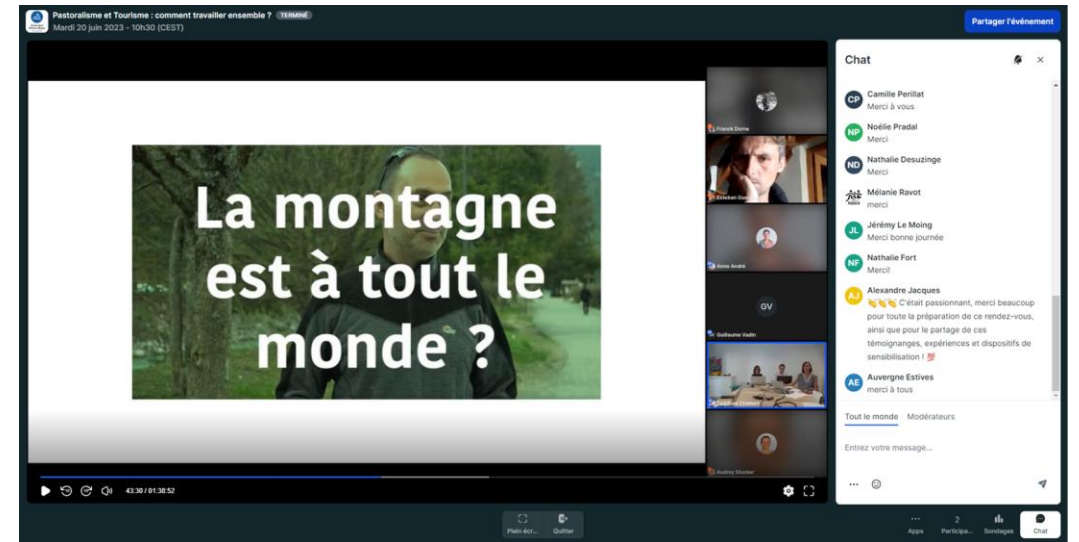 Pastoralisme et Tourisme : comment travailler ensemble ? TERMINÉ
Mardi 20 juin 2023 - 10h30 (CEST)
Partager l'événement
La montagne
est à tout le
monde ?
Franck Dorne
Esteban
Anne André
GV
Guillaume Vadin
43:30 / 01:38:52
Chat
CP
Camille Perillat
Merci à vous
NP
Noëlie Pradal
Merci
ND
Nathalie Desuzinge
Merci
Mélanie Ravot
merci
JL
Jérémy Le Moing
Merci bonne journée
NF
Nathalie Fort
Merci!
AJ
Alexandre Jacques
👏👏👏 C'était passionnant, merci beaucoup
pour toute la préparation de ce rendez-vous,
ainsi que pour le partage de ces
témoignanges, expériences et dispositifs de
sensibilisation ! 💯
AE
Auvergne Estives
merci à tous
Tout le monde Modérateurs
Entrez votre message...
Plein écr... Quitter
Apps
2
Participa...
Sondages
Chat